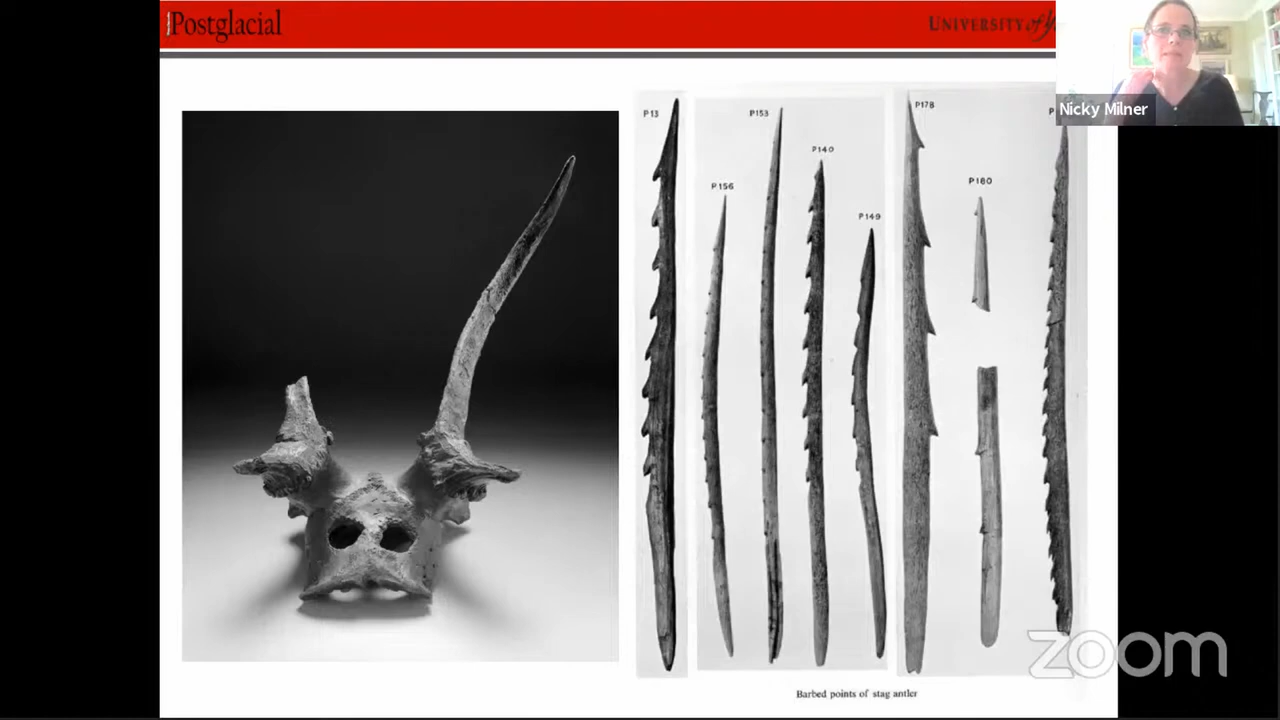 Postglacial
UNIVERSITY of
Nicky Milner
P13
P153
P178
P140
P180
P156
P149
Barbed points of stag antler
zoom